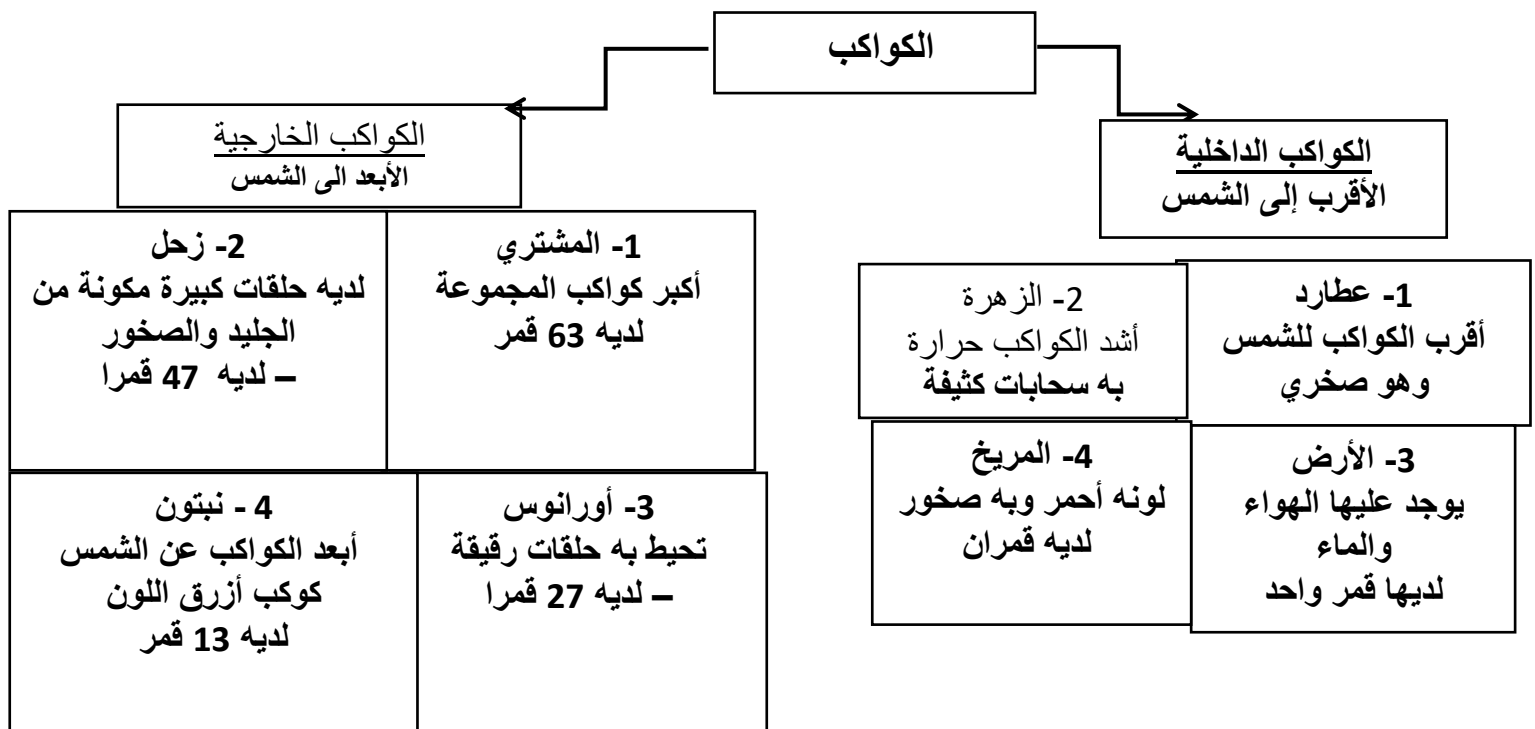 الكواكب
الكواكب الداخلية
الأقرب إلى الشمس
1- عطارد
أقرب الكواكب للشمس
وهو صخري
2- الزهرة
أشد الكواكب حرارة
به سحابات كثيفة
3- الأرض
يوجد عليها الهواء
والماء
لديها قمر واحد
4- المريخ
لونه أحمر وبه صخور
لديه قمران
الكواكب الخارجية
الأبعد الى الشمس
1- المشتري
أكبر كواكب المجموعة
لديه 63 قمر
2- زحل
لديه حلقات كبيرة مكونة من
الجليد والصخور
– لديه 47 قمرا
3- أورانوس
تحيط به حلقات رقيقة
– لديه 27 قمرا
4 - نبتون
أبعد الكواكب عن الشمس
كوكب أزرق اللون
لديه 13 قمر